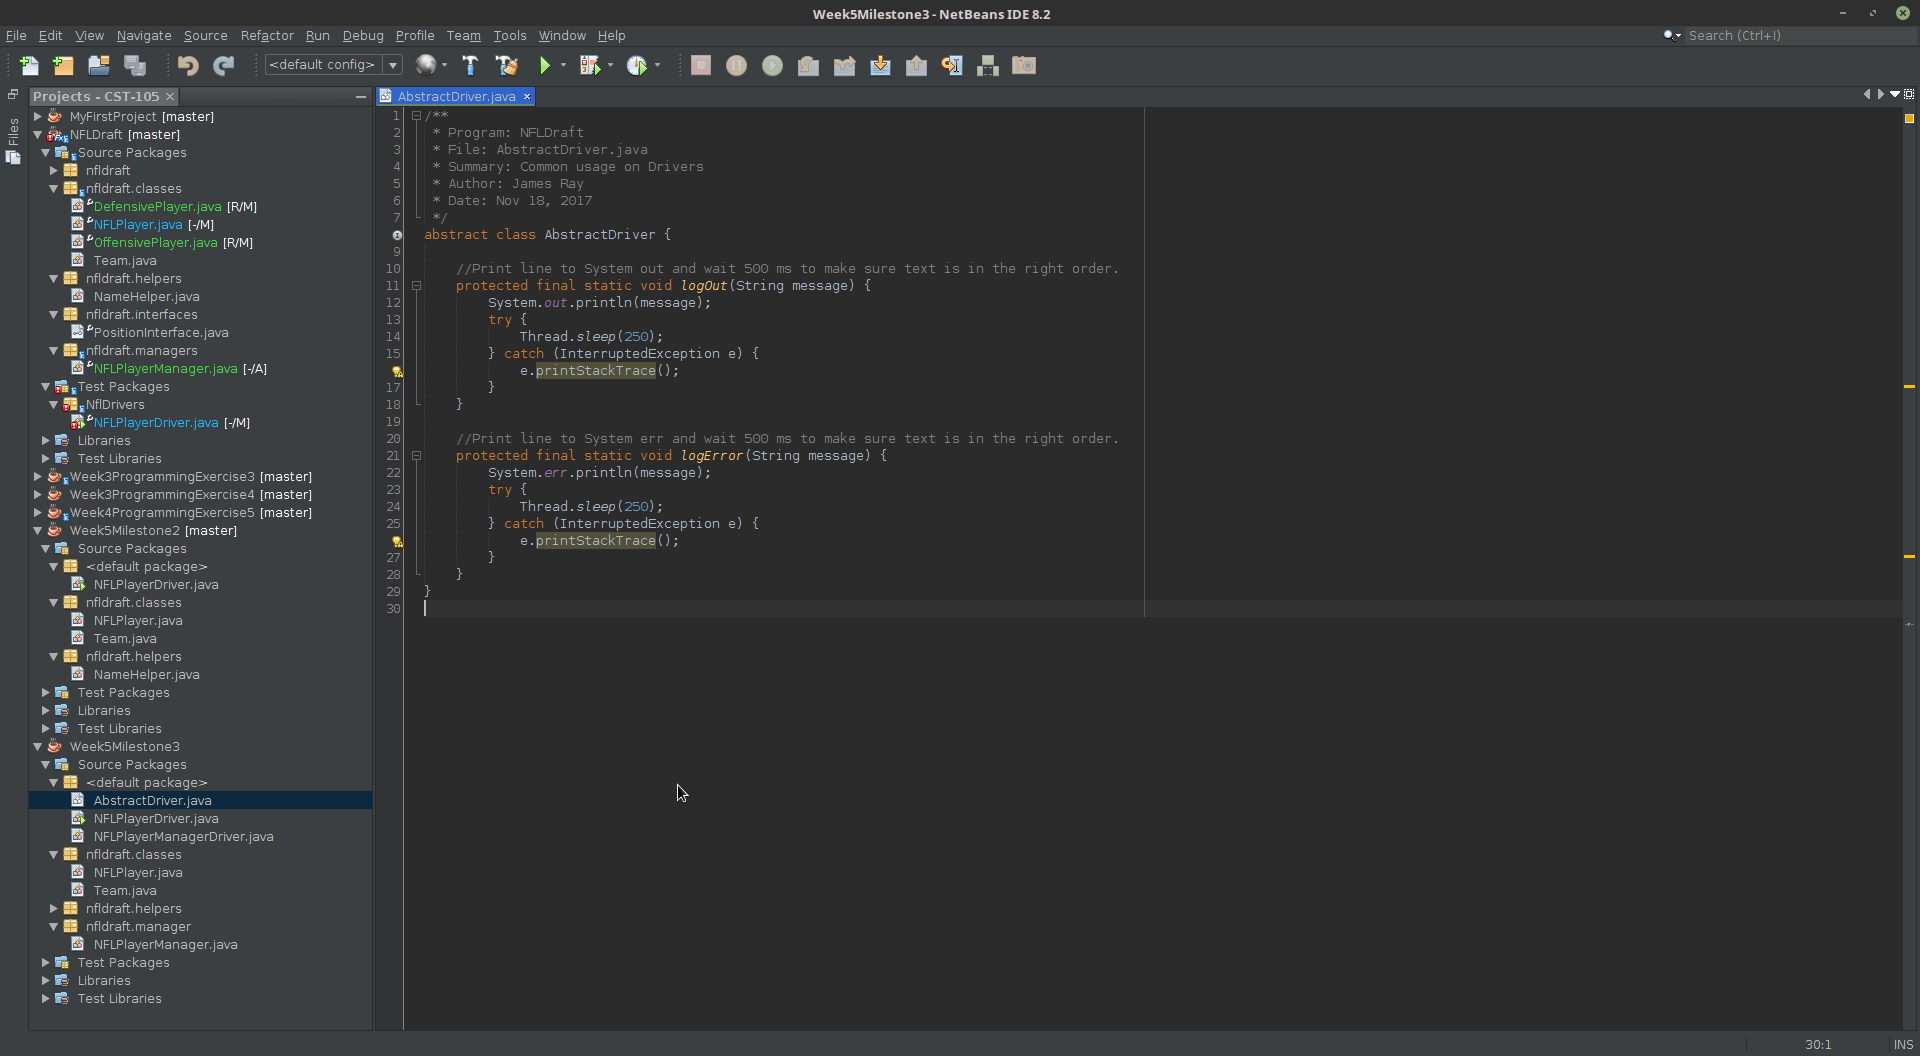 Week5Milestone3 - NetBeans IDE 8.2
File Edit View Navigate Source Refactor Run Debug Profile Team Tools Window Help
Search (Ctrl+I)
<default config>
Projects - CST-105
Files
MyFirstProject [master]
NFLDraft [master]
Source Packages
nfldraft
nfldraft.classes
DefensivePlayer.java [R/M]
NFLPlayer.java [-/M]
OffensivePlayer.java [R/M]
Team.java
nfldraft.helpers
NameHelper.java
nfldraft.interfaces
PositionInterface.java
nfldraft.managers
NFLPlayerManager.java [-/A]
Test Packages
NflDrivers
NFLPlayerDriver.java [-/M]
Libraries
Test Libraries
Week3ProgrammingExercise3 [master]
Week3ProgrammingExercise4 [master]
Week4ProgrammingExercise5 [master]
Week5Milestone2 [master]
Source Packages
<default package>
NFLPlayerDriver.java
nfldraft.classes
NFLPlayer.java
Team.java
nfldraft.helpers
NameHelper.java
Test Packages
Libraries
Test Libraries
Week5Milestone3
Source Packages
<default package>
AbstractDriver.java
NFLPlayerDriver.java
NFLPlayerManagerDriver.java
nfldraft.classes
NFLPlayer.java
Team.java
nfldraft.helpers
nfldraft.manager
NFLPlayerManager.java
Test Packages
Libraries
Test Libraries
AbstractDriver.java
1 /**
2 * Program: NFLDraft
3 * File: AbstractDriver.java
4 * Summary: Common usage on Drivers
5 * Author: James Ray
6 * Date: Nov 18, 2017
7 */
abstract class AbstractDriver {
9
10 //Print line to System out and wait 500 ms to make sure text is in the right order.
11 protected final static void logOut(String message) {
12 System.out.println(message);
13 try {
14 Thread.sleep(250);
15 } catch (InterruptedException e) {
e.printStackTrace();
17 }
18 }
19
20 //Print line to System err and wait 500 ms to make sure text is in the right order.
21 protected final static void logError(String message) {
22 System.err.println(message);
23 try {
24 Thread.sleep(250);
25 } catch (InterruptedException e) {
e.printStackTrace();
27 }
28 }
29 }
30
30:1 INS